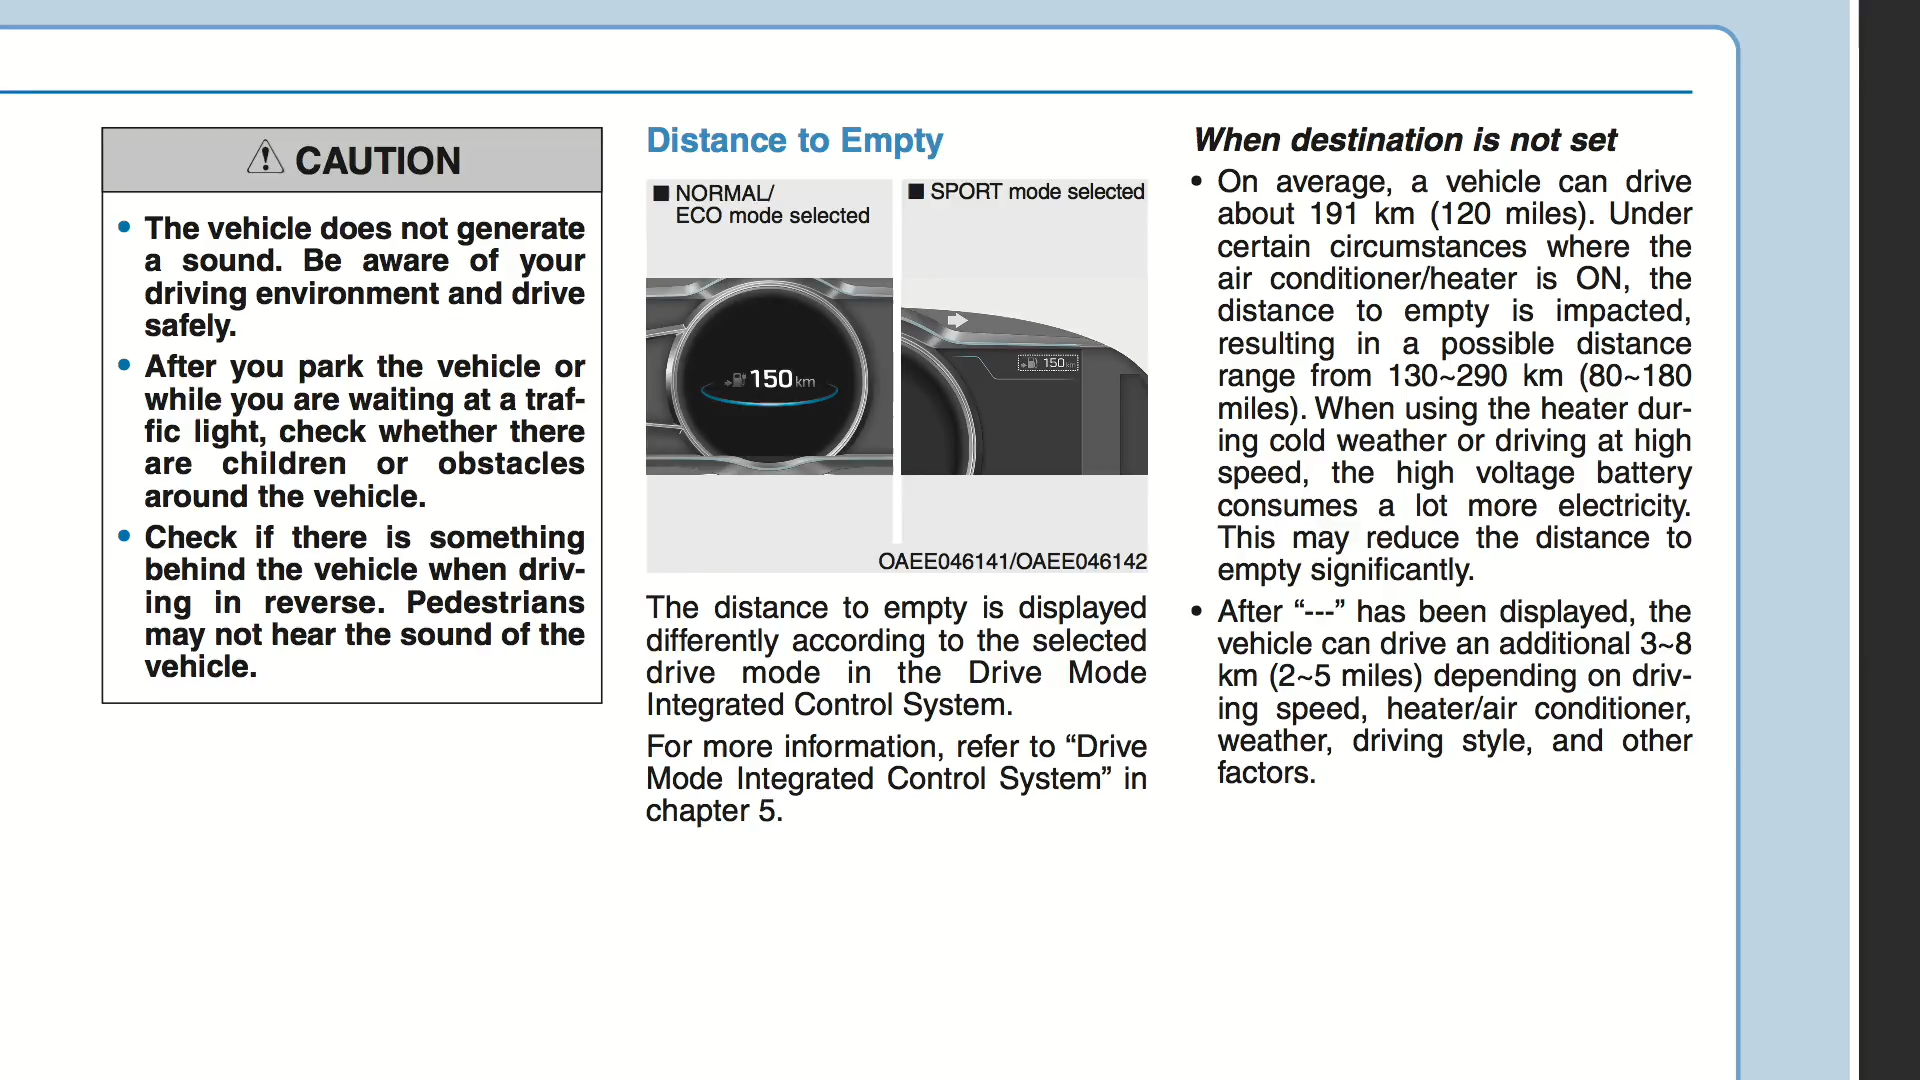 CAUTION
• The vehicle does not generate
a sound. Be aware of your
driving environment and drive
safely.
• After you park the vehicle or
while you are waiting at a traf-
fic light, check whether there
are children or obstacles
around the vehicle.
• Check if there is something
behind the vehicle when driv-
ing in reverse. Pedestrians
may not hear the sound of the
vehicle.
Distance to Empty
■ NORMAL/
ECO mode selected
■ SPORT mode selected
150 km
150 km
OAEE046141/OAEE046142
The distance to empty is displayed
differently according to the selected
drive mode in the Drive Mode
Integrated Control System.
For more information, refer to “Drive
Mode Integrated Control System” in
chapter 5.
When destination is not set
• On average, a vehicle can drive
about 191 km (120 miles). Under
certain circumstances where the
air conditioner/heater is ON, the
distance to empty is impacted,
resulting in a possible distance
range from 130~290 km (80~180
miles). When using the heater dur-
ing cold weather or driving at high
speed, the high voltage battery
consumes a lot more electricity.
This may reduce the distance to
empty significantly.
• After “---” has been displayed, the
vehicle can drive an additional 3~8
km (2~5 miles) depending on driv-
ing speed, heater/air conditioner,
weather, driving style, and other
factors.